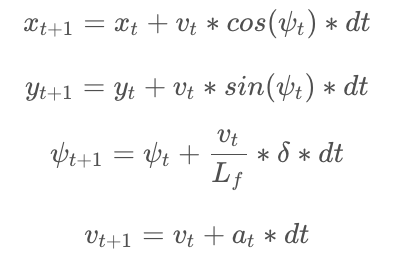 x_{t+1} = x_t + v_t * cos(ψ_t) * dt
y_{t+1} = y_t + v_t * sin(ψ_t) * dt
ψ_{t+1} = ψ_t + \frac{v_t}{L_f} * δ * dt
v_{t+1} = v_t + a_t * dt